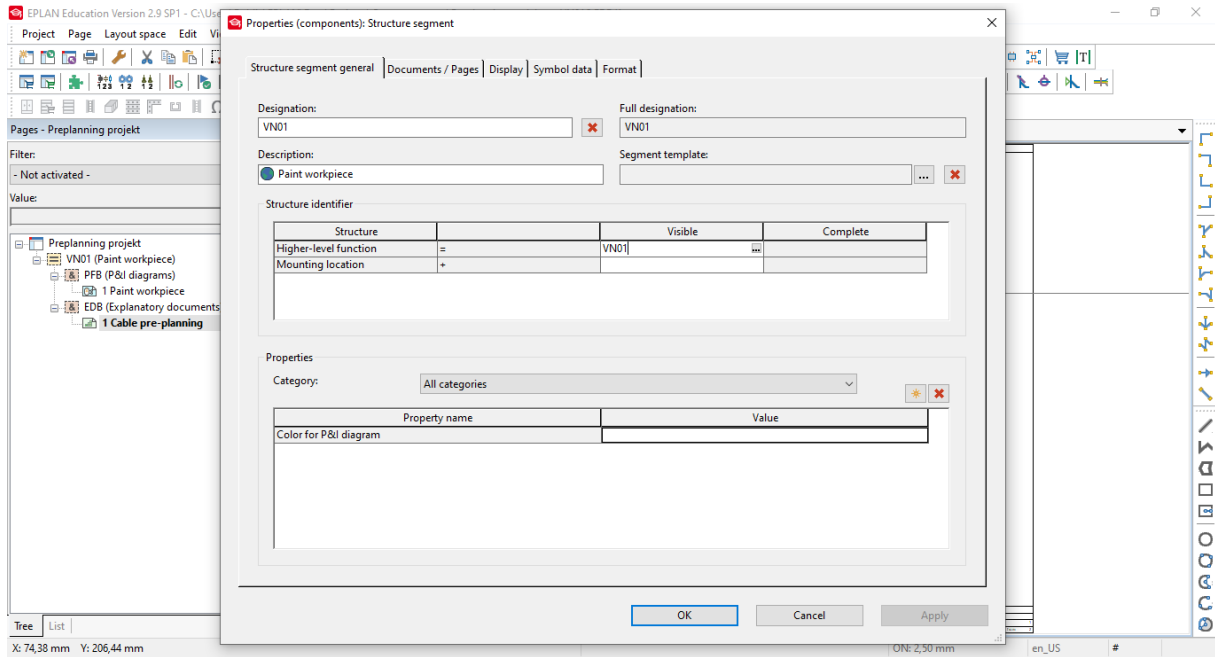 EPLAN Education Version 2.9 SP1 - C:\Use
Project Page Layout space Edit Vi
Pages - Preplanning projekt
Filter:
- Not activated -
Value:
Preplanning projekt
VN01 (Paint workpiece)
PFB (P&I diagrams)
1 Paint workpiece
EDB (Explanatory documents
1 Cable pre-planning
Tree List
X: 74,38 mm Y: 206,44 mm
Properties (components): Structure segment
Structure segment general Documents / Pages Display Symbol data Format
Designation: Full designation:
VN01 VN01
Description: Segment template:
Paint workpiece ...
Structure identifier
Structure Visible Complete
Higher-level function = VN01 ...
Mounting location +
Properties
Category: All categories
Property name Value
Color for P&I diagram
OK Cancel Apply
ON: 2,50 mm en_US #